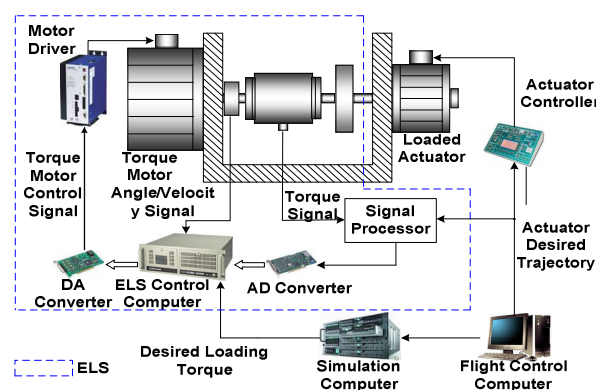 Motor
Driver
Actuator
Controller
Loaded
Actuator
Torque
Motor
Control
Signal
Torque Motor
Angle/Velocit
y Signal
Torque
Signal
Signal
Processor
Actuator
Desired
Trajectory
DA
Converter
ELS Control
Computer
AD Converter
Desired Loading
Torque
Simulation
Computer
Flight Control
Computer
ELS